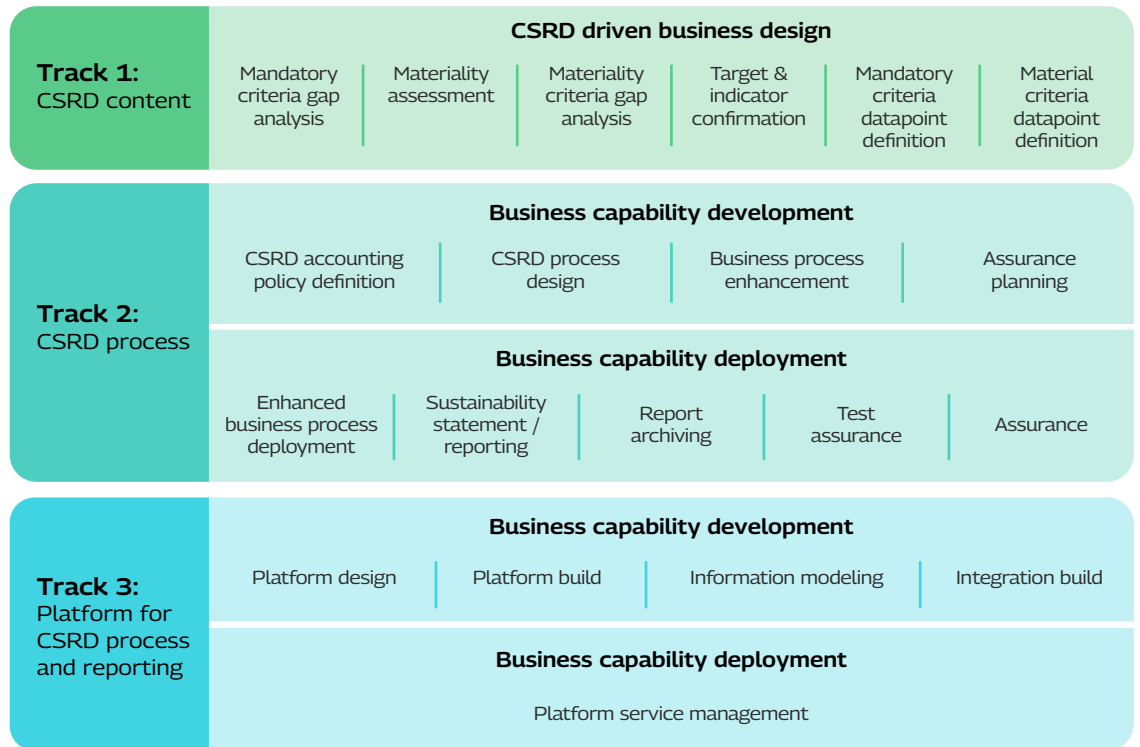 Track 1:
CSRD content
CSRD driven business design
Mandatory
criteria gap
analysis
Materiality
assessment
Materiality
criteria gap
analysis
Target &
indicator
confirmation
Mandatory
criteria
datapoint
definition
Material
criteria
datapoint
definition
Track 2:
CSRD process
Business capability development
CSRD accounting
policy definition
CSRD process
design
Business process
enhancement
Assurance
planning
Business capability deployment
Enhanced
business process
deployment
Sustainability
statement /
reporting
Report
archiving
Test
assurance
Assurance
Track 3:
Platform for
CSRD process
and reporting
Business capability development
Platform design
Platform build
Information modeling
Integration build
Business capability deployment
Platform service management